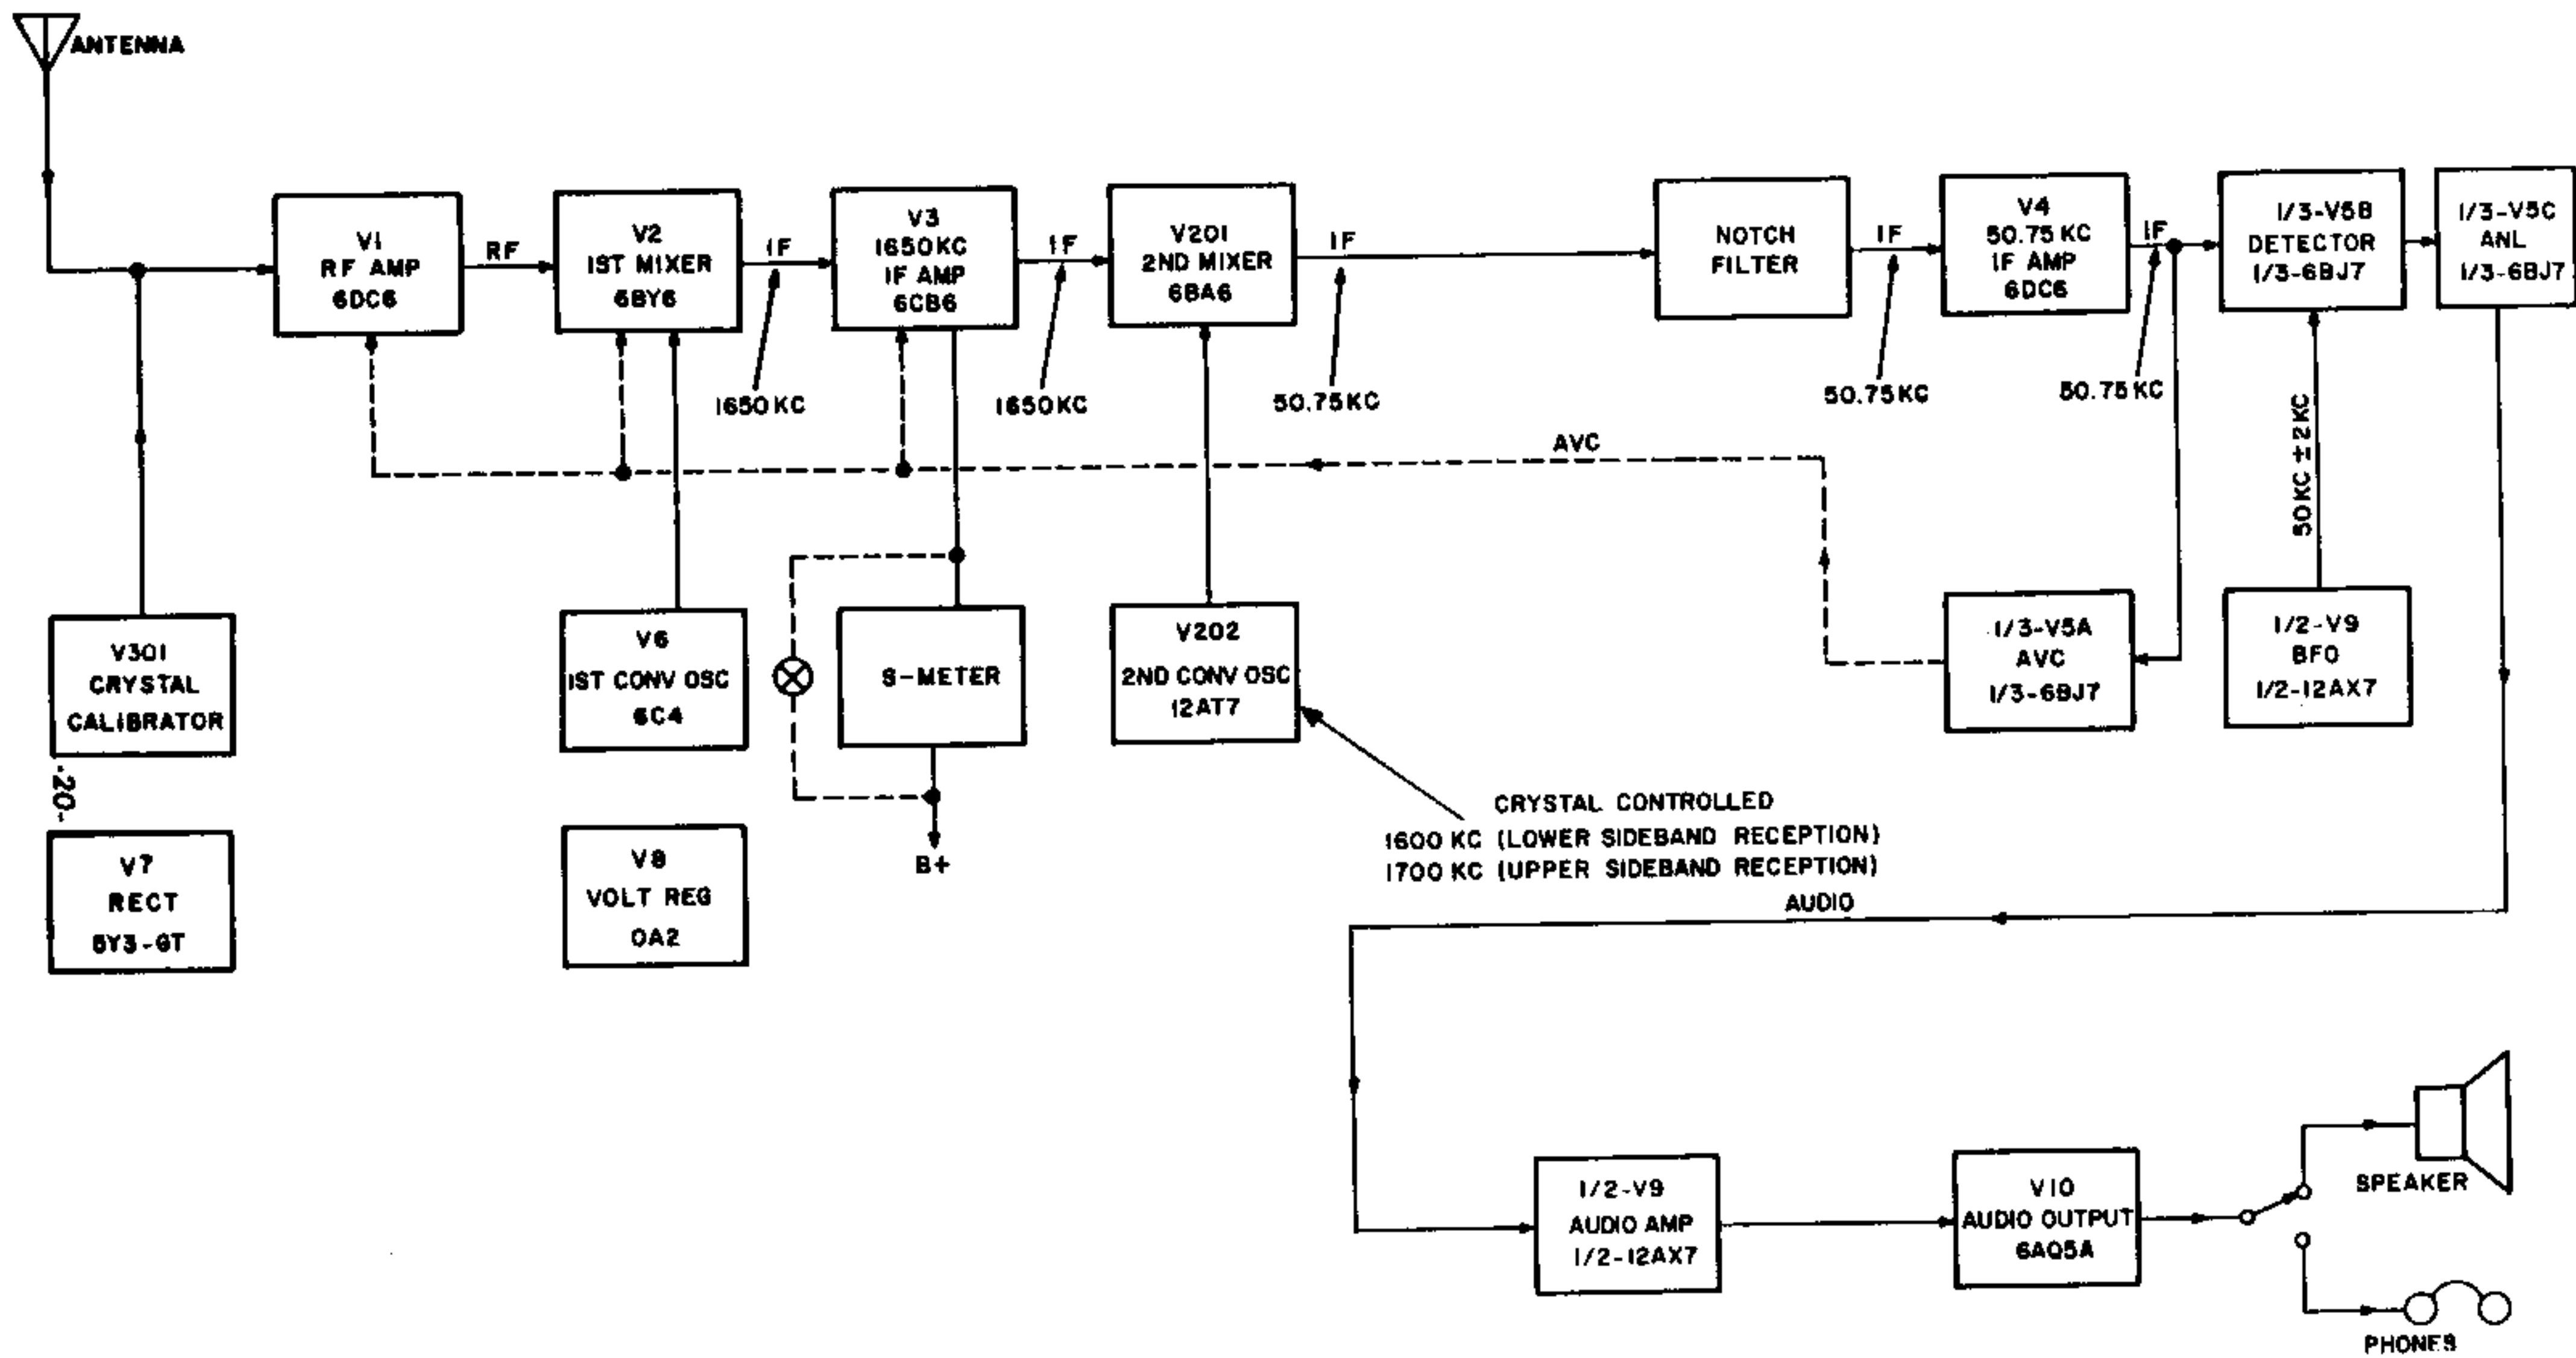 ANTENNA
V1
RF AMP
6DC6
RF
V2
1ST MIXER
6BY6
IF
1650KC
V3
1650KC
IF AMP
6CB6
IF
1650KC
V201
2ND MIXER
6BA6
IF
50.75KC
NOTCH
FILTER
IF
50.75KC
V4
50.75KC
IF AMP
6DC6
IF
50.75KC
1/3-V5B
DETECTOR
1/3-6BJ7
1/3-V5C
ANL
1/3-6BJ7
AVC
50KC ±2KC
V301
CRYSTAL
CALIBRATOR
V6
1ST CONV OSC
6C4
S-METER
B+
V202
2ND CONV OSC
12AT7
1/3-V5A
AVC
1/3-6BJ7
1/2-V9
BFO
1/2-12AX7
CRYSTAL CONTROLLED
1600 KC (LOWER SIDEBAND RECEPTION)
1700 KC (UPPER SIDEBAND RECEPTION)
-20-
V7
RECT
5Y3-GT
V8
VOLT REG
OA2
AUDIO
1/2-V9
AUDIO AMP
1/2-12AX7
V10
AUDIO OUTPUT
6AQ5A
SPEAKER
PHONES